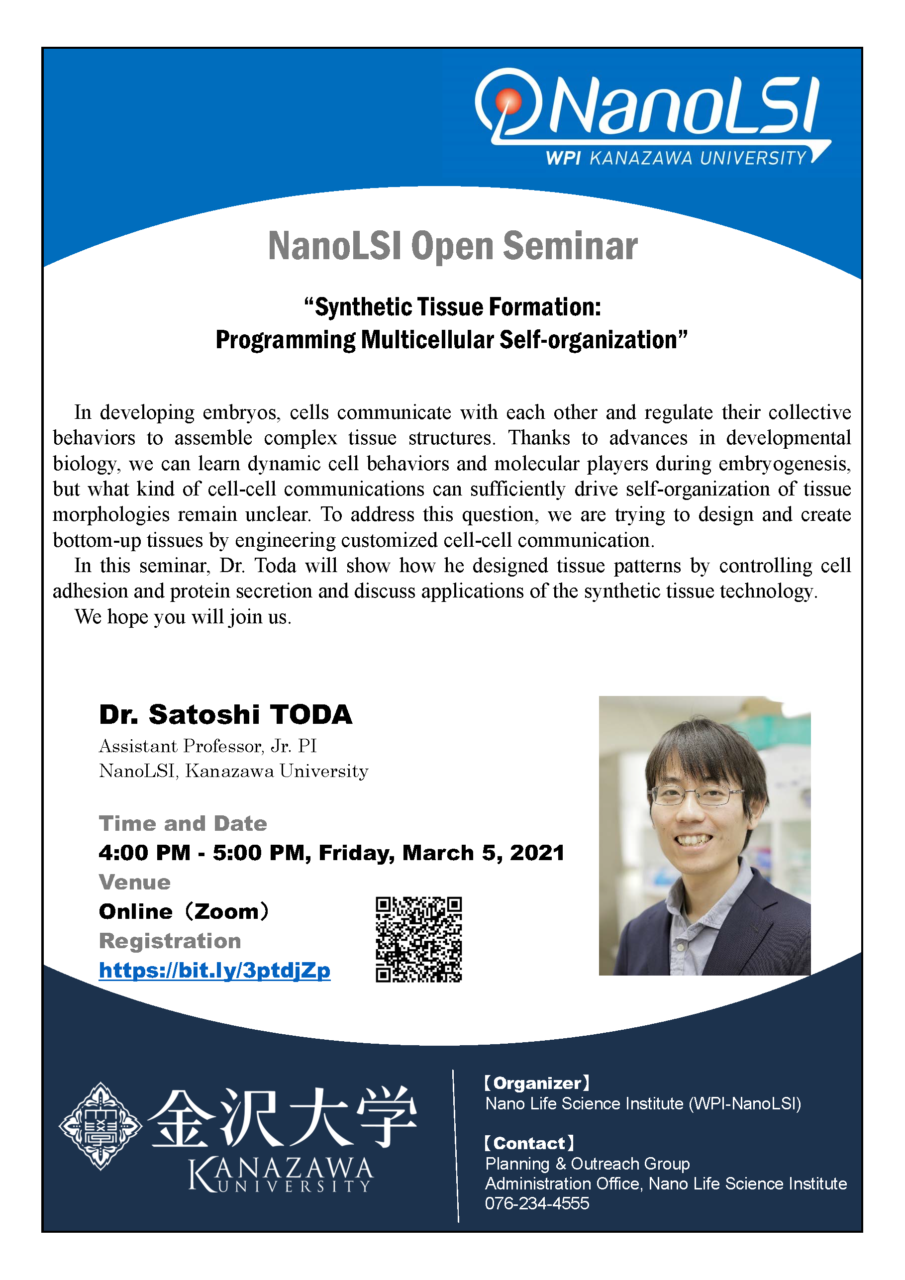 NanoLSI
WPI KANAZAWA UNIVERSITY
NanoLSI Open Seminar
“Synthetic Tissue Formation:
Programming Multicellular Self-organization”
In developing embryos, cells communicate with each other and regulate their collective
behaviors to assemble complex tissue structures. Thanks to advances in developmental
biology, we can learn dynamic cell behaviors and molecular players during embryogenesis,
but what kind of cell-cell communications can sufficiently drive self-organization of tissue
morphologies remain unclear. To address this question, we are trying to design and create
bottom-up tissues by engineering customized cell-cell communication.
In this seminar, Dr. Toda will show how he designed tissue patterns by controlling cell
adhesion and protein secretion and discuss applications of the synthetic tissue technology.
We hope you will join us.
Dr. Satoshi TODA
Assistant Professor, Jr. PI
NanoLSI, Kanazawa University
Time and Date
4:00 PM - 5:00 PM, Friday, March 5, 2021
Venue
Online（Zoom）
Registration
https://bit.ly/3ptdjZp
金沢大学
KANAZAWA
UNIVERSITY
【Organizer】
Nano Life Science Institute (WPI-NanoLSI)
【Contact】
Planning & Outreach Group
Administration Office, Nano Life Science Institute
076-234-4555